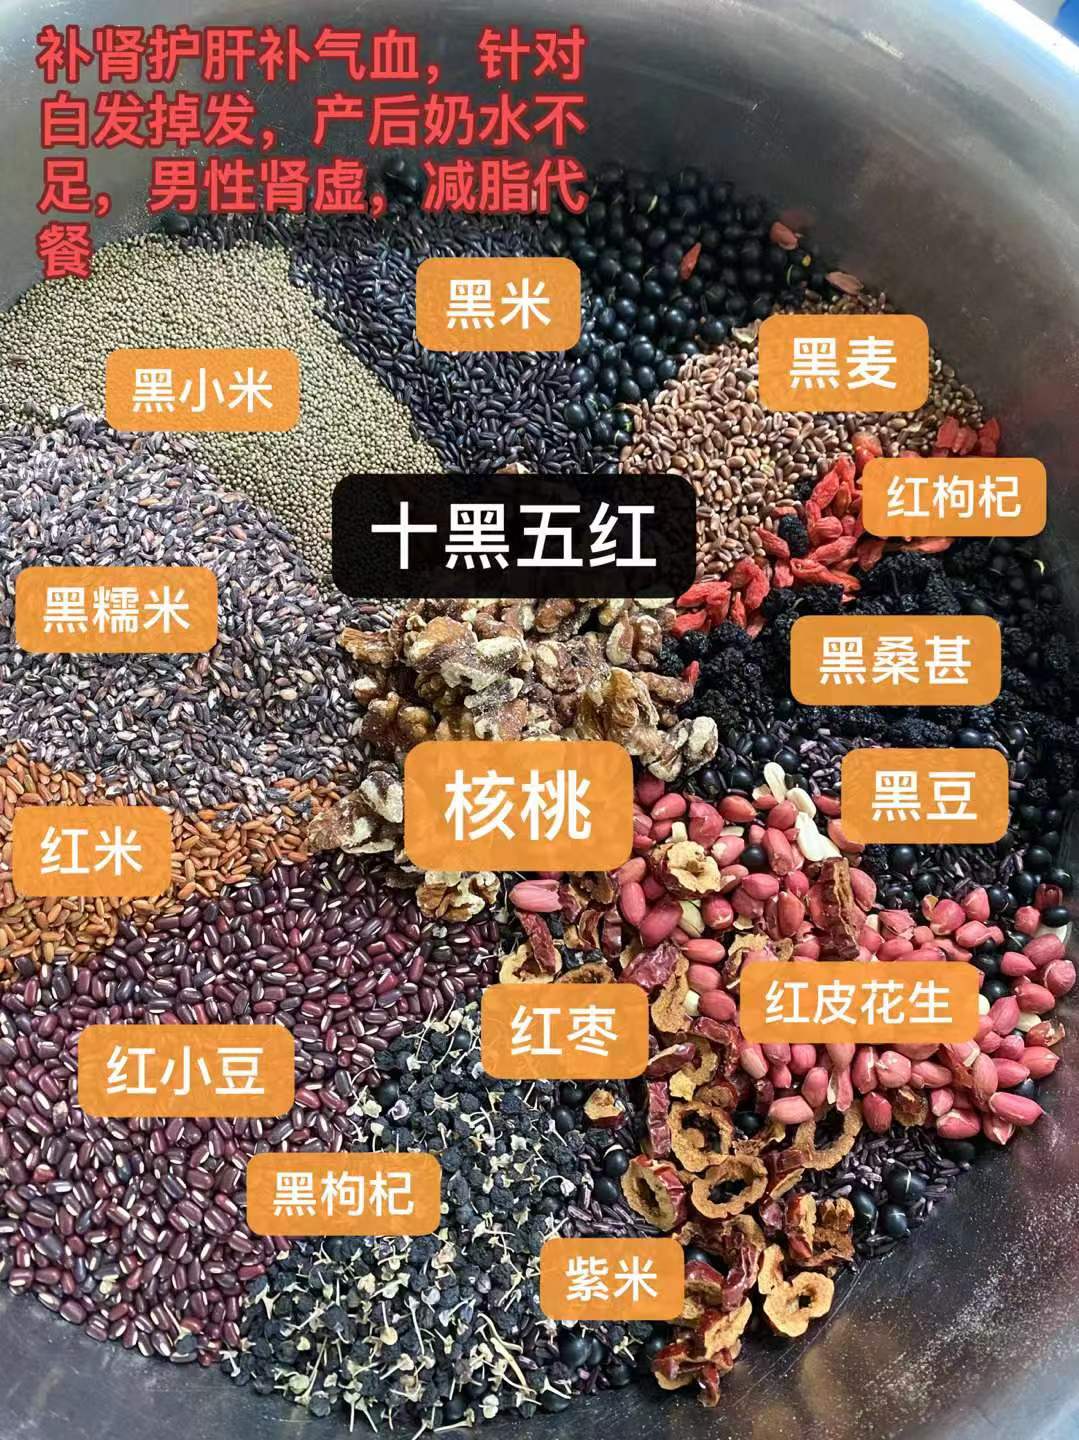 补肾护肝补气血，针对
白发掉发，产后奶水不
足，男性肾虚，减脂代
餐
黑米
黑麦
黑小米
红枸杞
十黑五红
黑糯米
黑桑甚
黑豆
核桃
红米
红皮花生
红枣
红小豆
黑枸杞
紫米